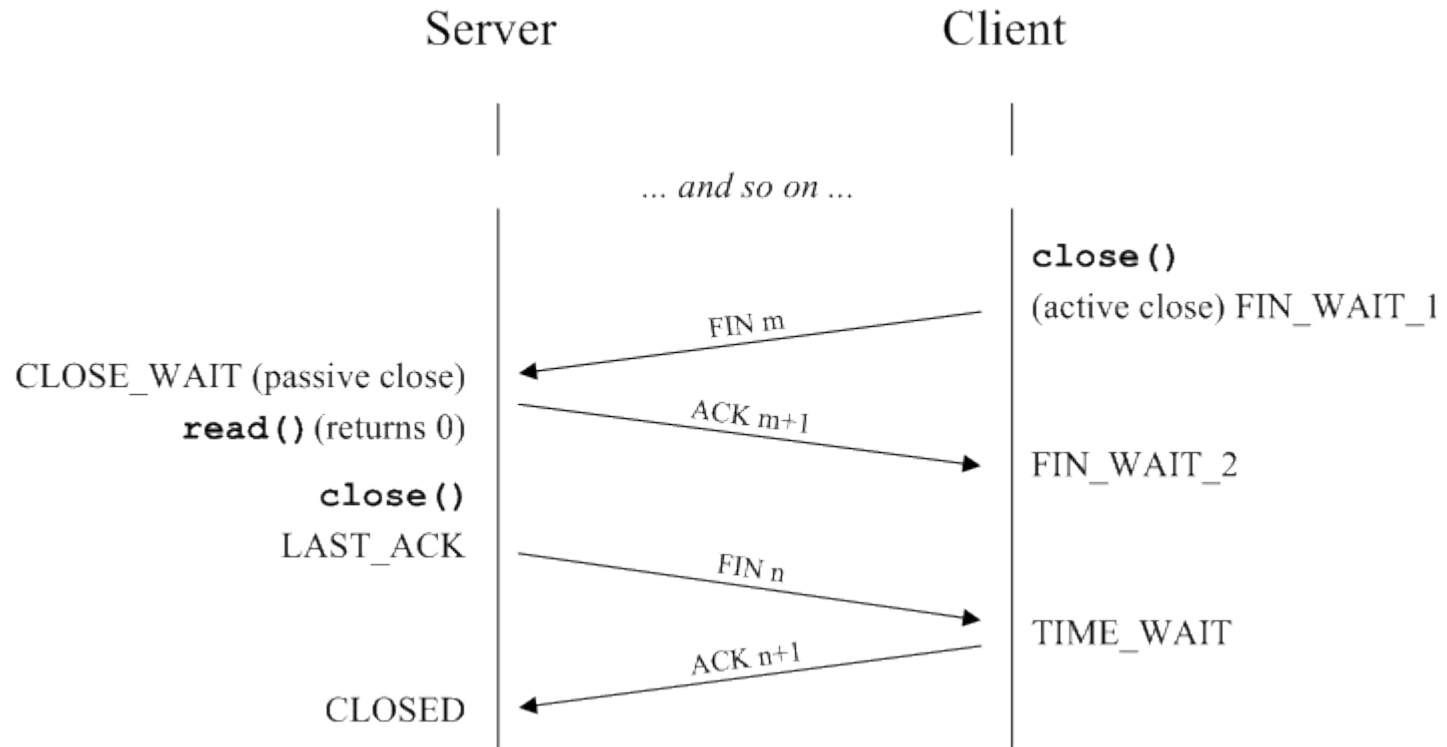 Server Client
... and so on ...
close()
(active close) FIN_WAIT_1
FIN m
CLOSE_WAIT (passive close)
ACK m+1
read() (returns 0)
FIN_WAIT_2
close()
LAST_ACK
FIN n
TIME_WAIT
ACK n+1
CLOSED